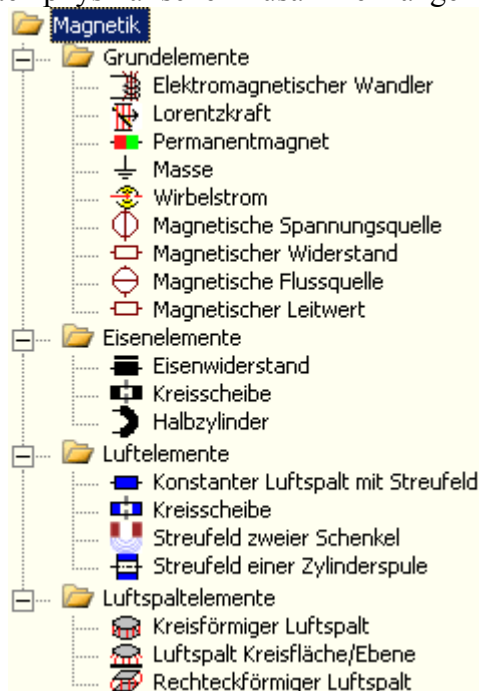 Magnetik
Grundelemente
Elektromagnetischer Wandler
Lorentzkraft
Permanentmagnet
Masse
Wirbelstrom
Magnetische Spannungsquelle
Magnetischer Widerstand
Magnetische Flussquelle
Magnetischer Leitwert
Eisenelemente
Eisenwiderstand
Kreisscheibe
Halbzylinder
Luftelemente
Konstanter Luftspalt mit Streufeld
Kreisscheibe
Streufeld zweier Schenkel
Streufeld einer Zylinderspule
Luftspaltelemente
Kreisförmiger Luftspalt
Luftspalt Kreisfläche/Ebene
Rechteckförmiger Luftspalt